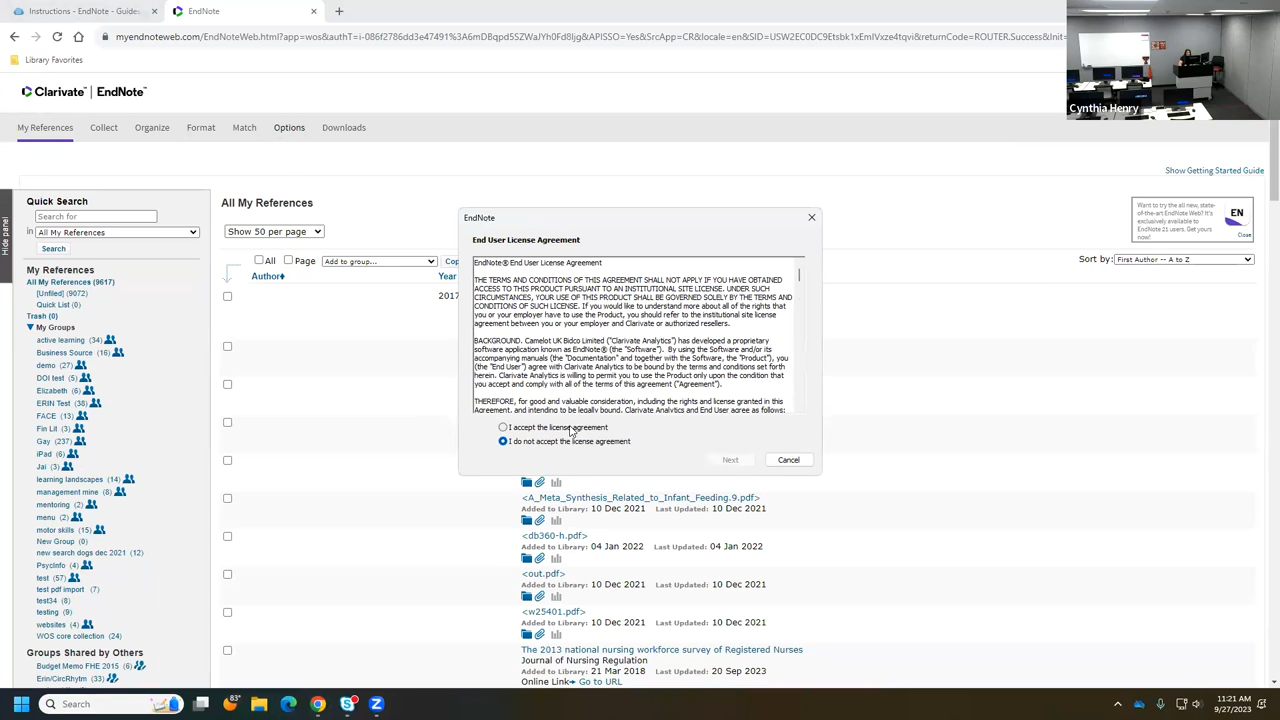 Instructions - EndNote - Guides
EndNote
myendnoteweb.com/EndNoteWeb.html?app=wos&authT=i-086f2786dd3e47491%3AmDBqpd5SZWaJYh0Fd8ljg&APISSO=Yes&SrcApp=CR&locale=en&SID=USW2EC0DC9Etsbk1xEmIVxze4tqvi&returnCode=ROUTER.Success&Init=
Library Favorites
Cynthia Henry
Clarivate | EndNote™
My References
Collect
Organize
Format
Match
Options
Downloads
Show Getting Started Guide
Hide panel
Quick Search
Search for
in All My References
Search
My References
All My References (9617)
[Unfiled] (9072)
Quick List (0)
Trash (0)
My Groups
active learning (34)
Business Source (16)
demo (27)
DOI test (5)
Elizabeth (6)
ERIN Test (38)
FACE (13)
Fin Lit (3)
Gay (237)
iPad (6)
Jai (3)
learning landscapes (14)
management mine (8)
mentoring (2)
menu (2)
motor skills (15)
New Group (0)
new search dogs dec 2021 (12)
PsycInfo (4)
test (57)
test pdf import (7)
test34 (8)
testing (9)
websites (4)
WOS core collection (24)
Groups Shared by Others
Budget Memo FHE 2015 (6)
Erin/CircRhytm (33)
All My References
Show 50 per page
Want to try the all new, state-
of-the-art EndNote Web? It's
exclusively available to
EndNote 21 users. Get yours
now!
EN
Close
All
Page
Add to group...
Cop
Sort by: First Author -- A to Z
Author
Year
2017
EndNote
End User License Agreement
EndNote® End User License Agreement
THE TERMS AND CONDITIONS OF THIS AGREEMENT SHALL NOT APPLY IF YOU HAVE OBTAINED
ACCESS TO THIS PRODUCT PURSUANT TO AN INSTITUTIONAL SITE LICENSE. UNDER SUCH
CIRCUMSTANCES, YOUR USE OF THIS PRODUCT SHALL BE GOVERNED SOLELY BY THE TERMS AND
CONDITIONS OF SUCH LICENSE. If you would like to understand more about all of the rights that
you or your employer have to use the Product, you should refer to the institutional site license
agreement between you or your employer and Clarivate or authorized resellers.
BACKGROUND. Camelot UK Bidco Limited ("Clarivate Analytics") has developed a proprietary
software application known as EndNote® (the "Software"). By using the Software and/or its
accompanying manuals (the "Documentation" and together with the Software, the "Product"), you
(the "End User") agree with Clarivate Analytics to be bound by the terms and conditions set forth
herein. Clarivate Analytics is willing to permit you to use the Product only upon the condition that
you accept and comply with all of the terms of this agreement ("Agreement").
THEREFORE, for good and valuable consideration, including the rights and license granted in this
Agreement, and intending to be legally bound, Clarivate Analytics and End User agree as follows:
I accept the license agreement
I do not accept the license agreement
Next
Cancel
<A_Meta_Synthesis_Related_to_Infant_Feeding.9.pdf>
Added to Library: 10 Dec 2021 Last Updated: 10 Dec 2021
<db360-h.pdf>
Added to Library: 04 Jan 2022 Last Updated: 04 Jan 2022
<out.pdf>
Added to Library: 10 Dec 2021 Last Updated: 10 Dec 2021
<w25401.pdf>
Added to Library: 10 Dec 2021 Last Updated: 10 Dec 2021
The 2013 national nursing workforce survey of Registered Nurses
Journal of Nursing Regulation
Added to Library: 21 Mar 2018 Last Updated: 20 Sep 2023
Online Link➔ Go to URL
Search
83°
11:21 AM
9/27/2023